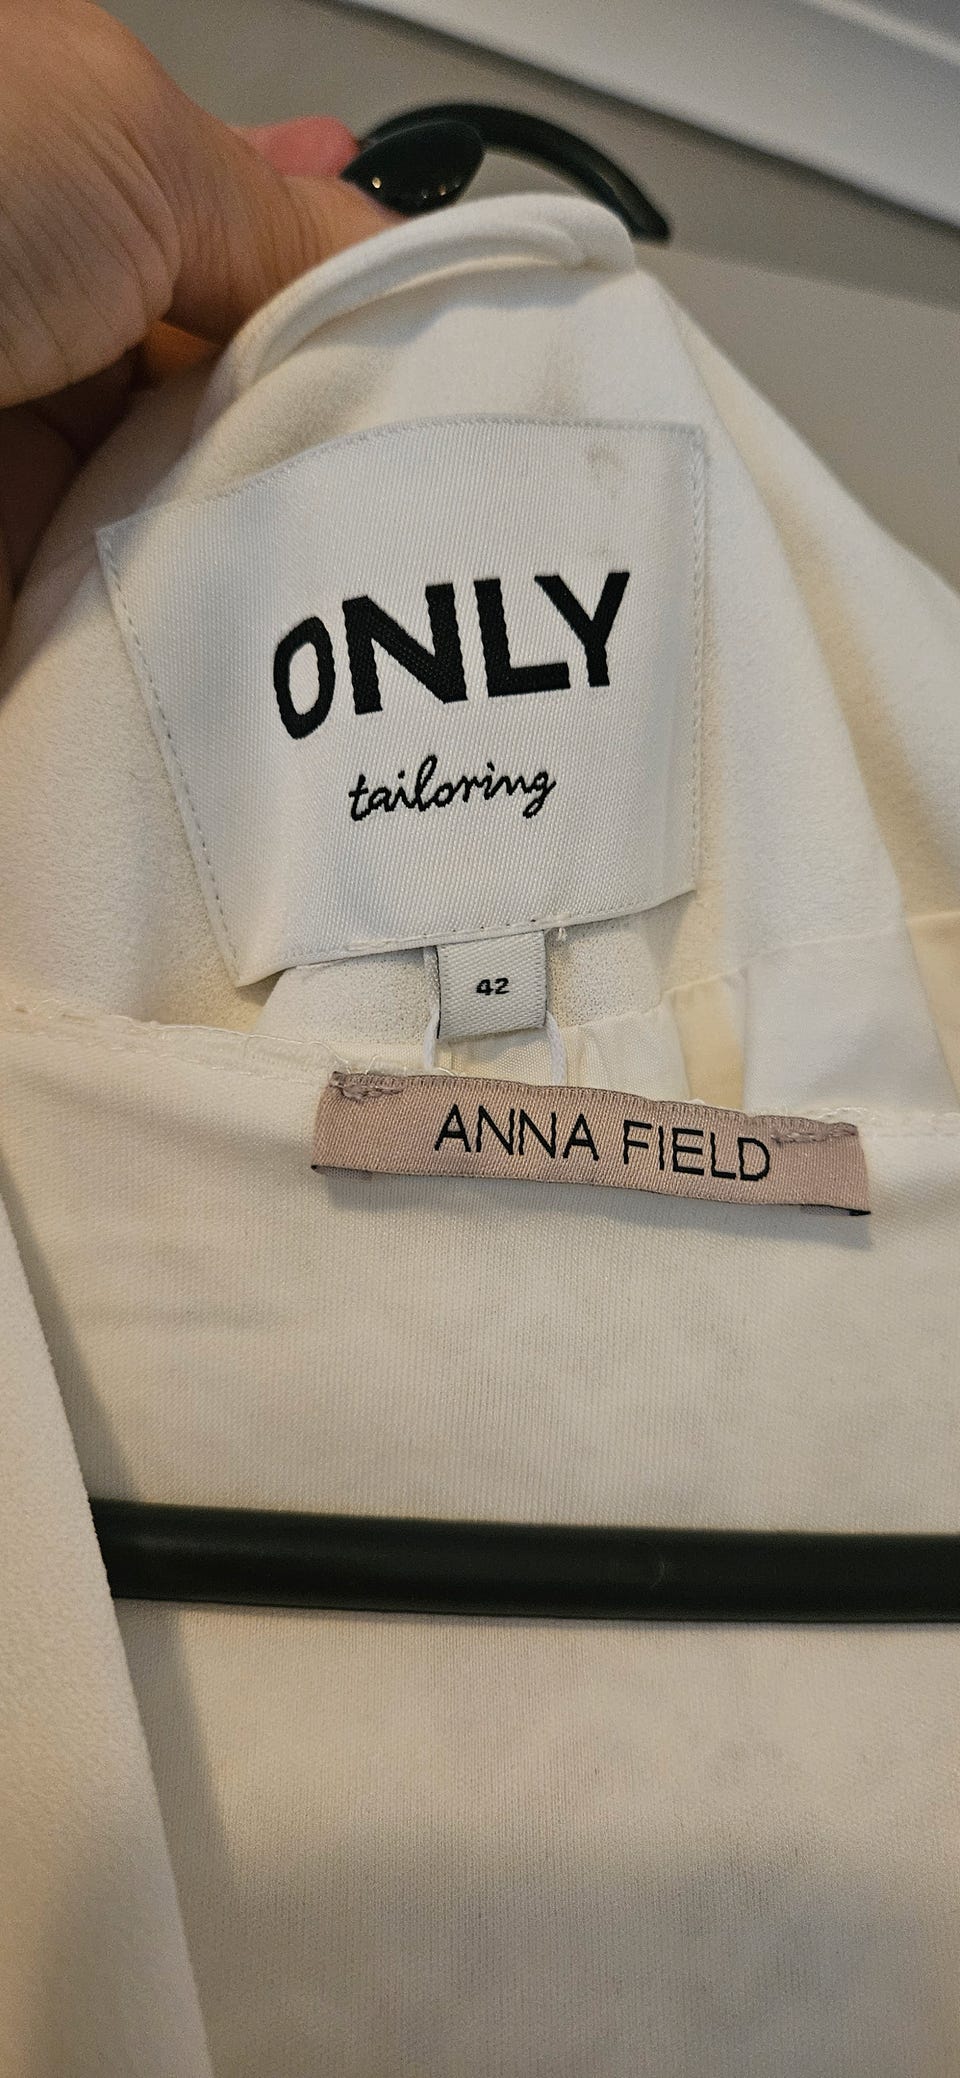 ONLY
tailoring
42
ANNA FIELD